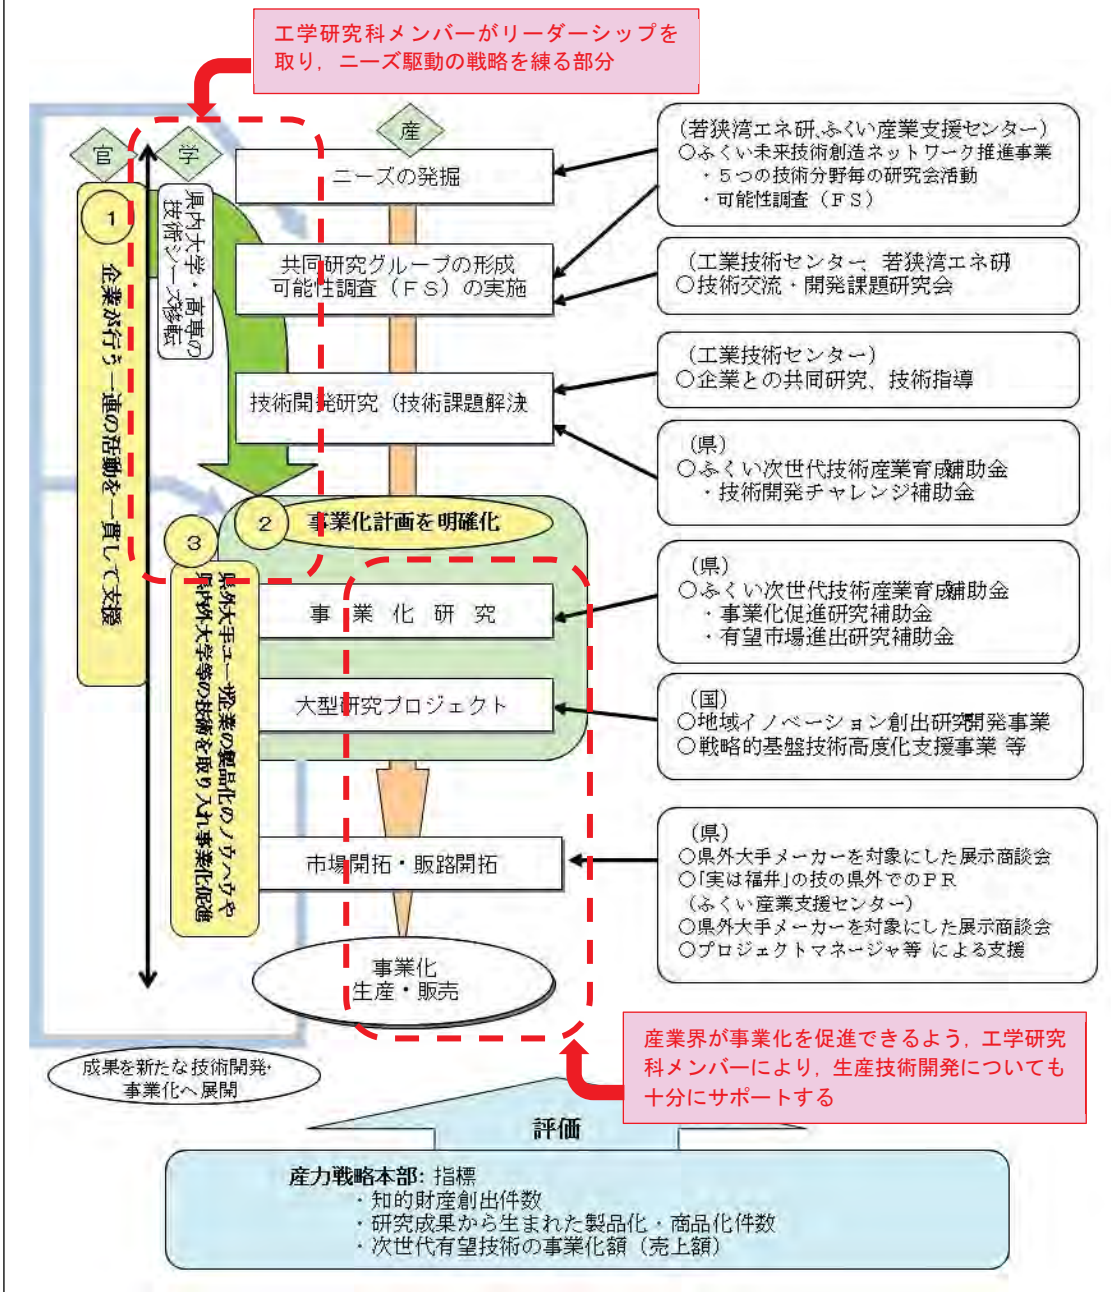 工学研究科メンバーがリーダーシップを
取り，ニーズ駆動の戦略を練る部分
官
学
産
1
企業が行う一連の活動を一貫して支援
県内大学・高専の
技術シーズ移転
ニーズの発掘
共同研究グループの形成
可能性調査（ＦＳ）の実施
技術開発研究（技術課題解決
2
事業化計画を明確化
3
県外大手ユーザ企業の製品化のノウハウや
県内外大学等の技術を取り入れ事業化促進
事 業 化 研 究
大型研究プロジェクト
市場開拓・販路開拓
事業化
生産・販売
成果を新たな技術開発・
事業化へ展開
（若狭湾エネ研、ふくい産業支援センター）
○ふくい未来技術創造ネットワーク推進事業
・５つの技術分野毎の研究会活動
・可能性調査（ＦＳ）
（工業技術センター、若狭湾エネ研）
○技術交流・開発課題研究会
（工業技術センター）
○企業との共同研究、技術指導
（県）
○ふくい次世代技術産業育成補助金
・技術開発チャレンジ補助金
（県）
○ふくい次世代技術産業育成補助金
・事業化促進研究補助金
・有望市場進出研究補助金
（国）
○地域イノベーション創出研究開発事業
○戦略的基盤技術高度化支援事業 等
（県）
○県外大手メーカーを対象にした展示商談会
○「実は福井」の技の県外でのＰＲ
（ふくい産業支援センター）
○県外大手メーカーを対象にした展示商談会
○プロジェクトマネージャ等 による支援
産業界が事業化を促進できるよう，工学研究
科メンバーにより，生産技術開発についても
十分にサポートする
評価
産力戦略本部: 指標
・知的財産創出件数
・研究成果から生まれた製品化・商品化件数
・次世代有望技術の事業化額（売上額）